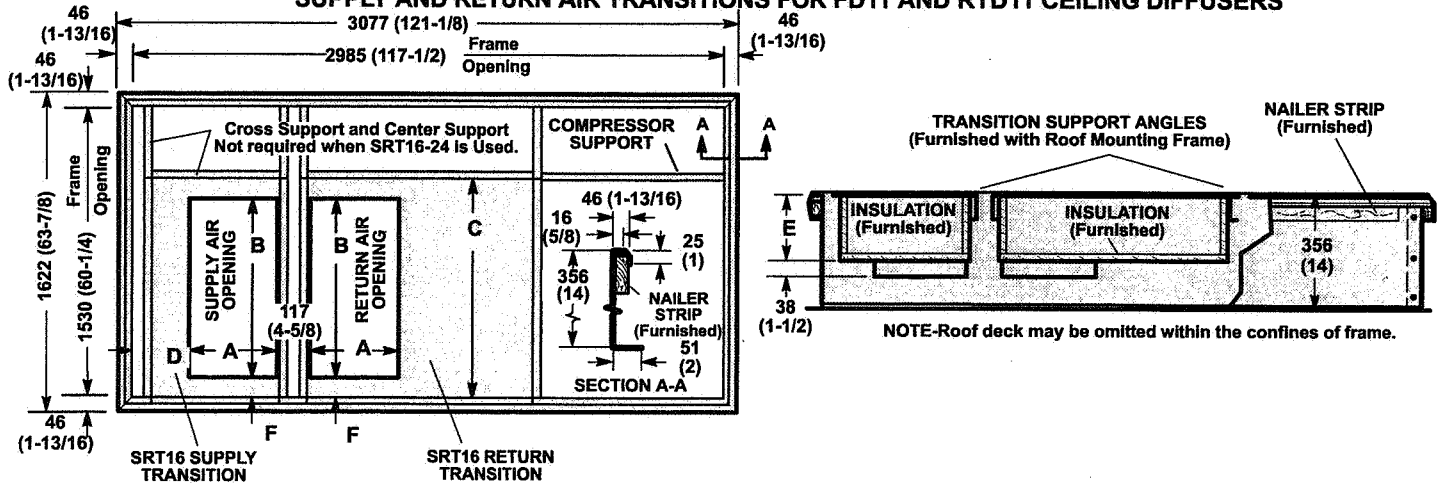 SUPPLY AND RETURN AIR TRANSITIONS FOR FD11 AND RTD11 CEILING DIFFUSERS
46
(1-13/16)
3077 (121-1/8)
46
(1-13/16)
2985 (117-1/2)
Frame
Opening
46
(1-13/16)
1622 (63-7/8)
1530 (60-1/4)
Frame
Opening
Cross Support and Center Support
Not required when SRT16-24 is Used.
COMPRESSOR
SUPPORT
A
A
SUPPLY AIR
OPENING
B
B
RETURN AIR
OPENING
C
117
(4-5/8)
D
A
A
46 (1-13/16)
16
(5/8)
25
(1)
356
(14)
NAILER
STRIP
(Furnished)
51
(2)
SECTION A-A
46
(1-13/16)
F
F
SRT16 SUPPLY
TRANSITION
SRT16 RETURN
TRANSITION
TRANSITION SUPPORT ANGLES
(Furnished with Roof Mounting Frame)
NAILER STRIP
(Furnished)
E
INSULATION
(Furnished)
INSULATION
(Furnished)
356
(14)
38
(1-1/2)
NOTE-Roof deck may be omitted within the confines of frame.